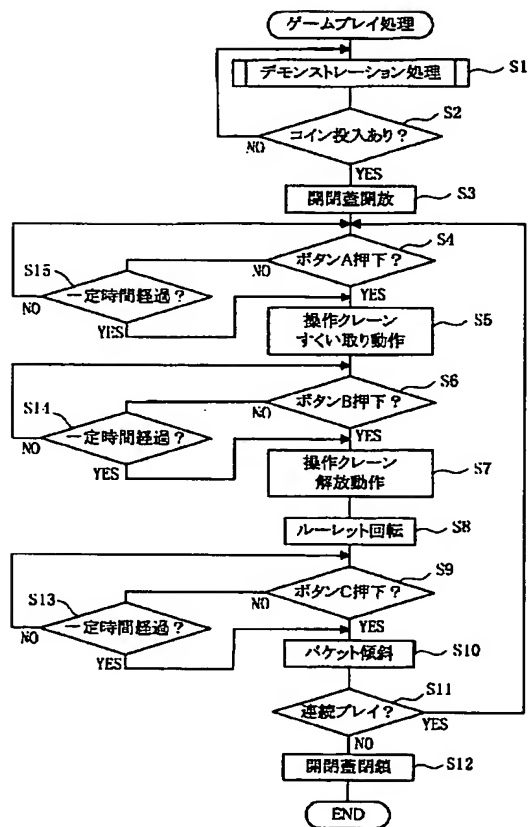 ゲームプレイ処理
デモンストレーション処理
S1
S2
コイン投入あり？
NO
YES
開閉蓋開放
S3
S4
ボタンA押下？
NO
YES
S15
一定時間経過？
NO
YES
操作クレーン
すくい取り動作
S5
S6
ボタンB押下？
NO
YES
S14
一定時間経過？
NO
YES
操作クレーン
解放動作
S7
ルーレット回転
S8
S9
ボタンC押下？
NO
YES
S13
一定時間経過？
NO
YES
バケット傾斜
S10
S11
連続プレイ？
YES
NO
開閉蓋閉鎖
S12
END